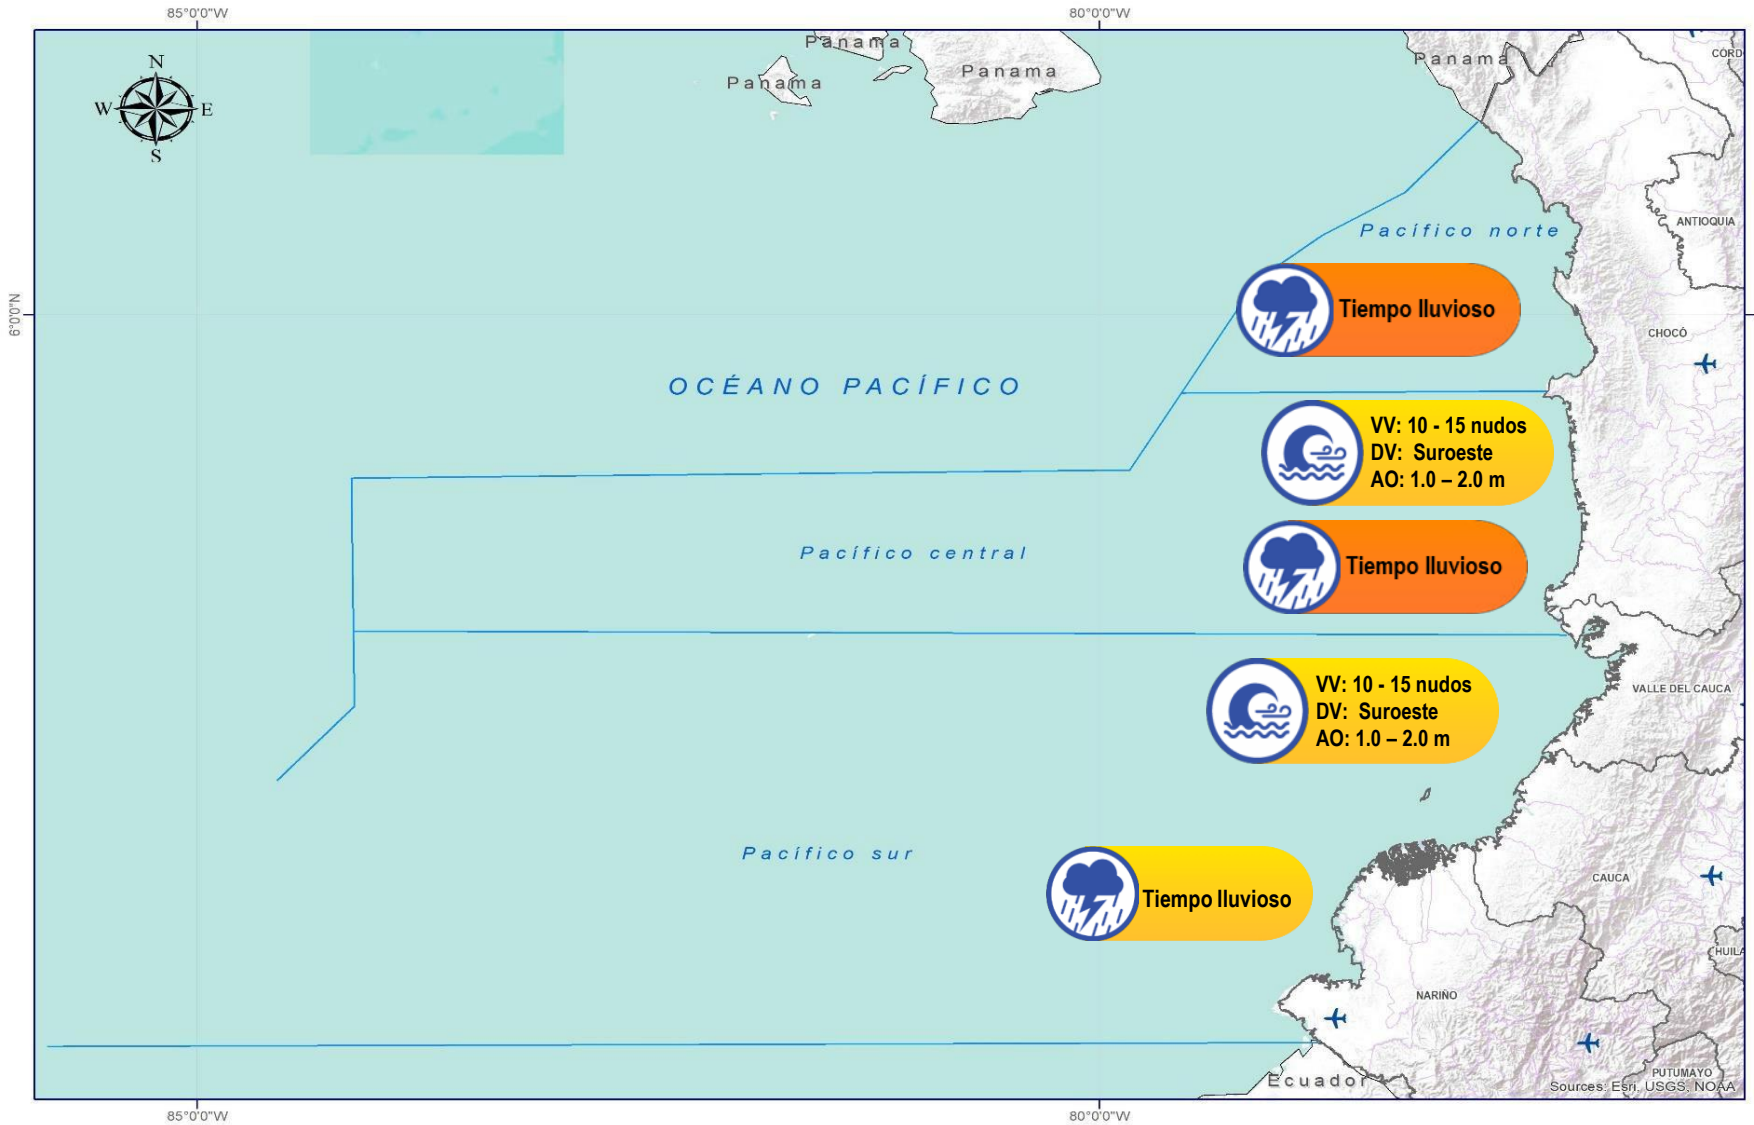 85°0'0"W
80°0'0"W
Panama
Panama
Panama
Panama
CORD
N
W
E
S
ANTIOQUIA
Pacífico norte
6°0'0"N
Tiempo lluvioso
CHOCÓ
OCÉANO PACÍFICO
VV: 10 - 15 nudos
DV: Suroeste
AO: 1.0 – 2.0 m
Pacífico central
Tiempo lluvioso
VV: 10 - 15 nudos
DV: Suroeste
AO: 1.0 – 2.0 m
VALLE DEL CAUCA
Pacífico sur
Tiempo lluvioso
CAUCA
HUILA
NARIÑO
PUTUMAYO
Ecuador
Sources: Esri, USGS, NOAA
85°0'0"W
80°0'0"W